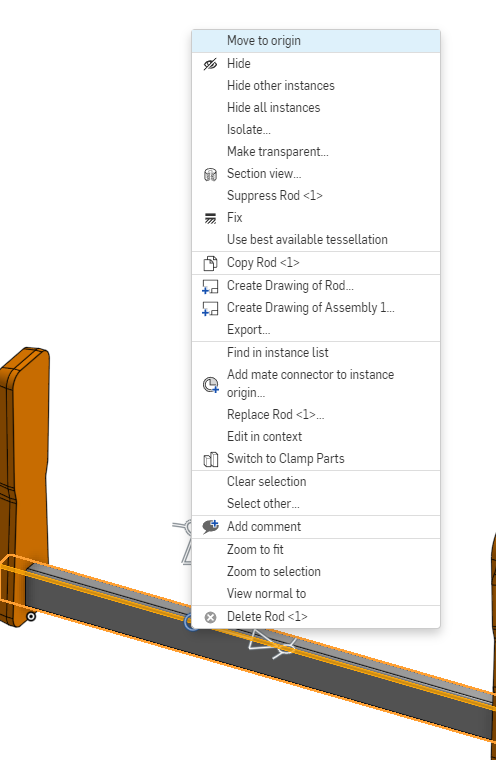 Move to origin
Hide
Hide other instances
Hide all instances
Isolate...
Make transparent...
Section view...
Suppress Rod <1>
Fix
Use best available tessellation
Copy Rod <1>
Create Drawing of Rod...
Create Drawing of Assembly 1...
Export...
Find in instance list
Add mate connector to instance
origin...
Replace Rod <1>...
Edit in context
Switch to Clamp Parts
Clear selection
Select other...
Add comment
Zoom to fit
Zoom to selection
View normal to
Delete Rod <1>